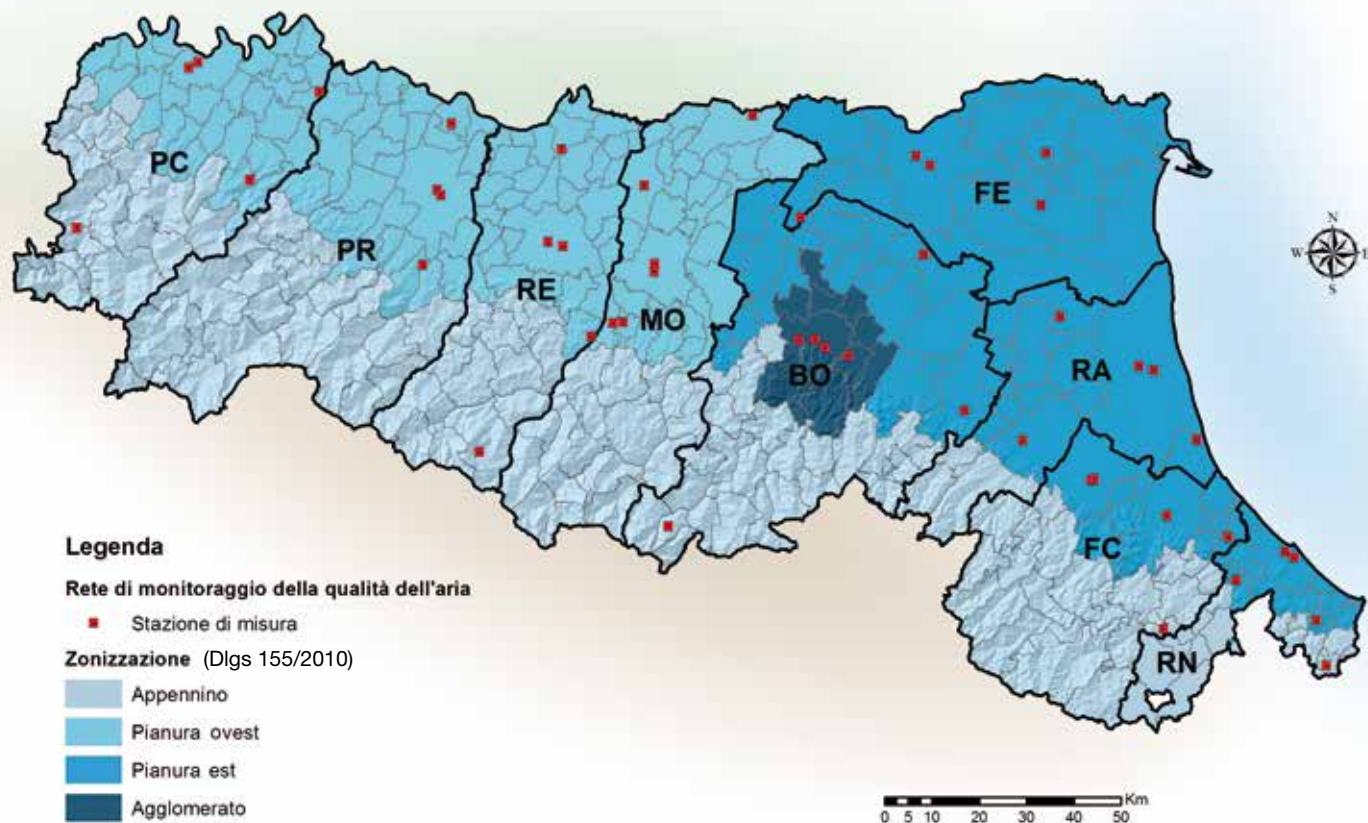 PC
PR
RE
MO
BO
FE
RA
FC
RN
N
W E
S
Legenda
Rete di monitoraggio della qualità dell'aria
Stazione di misura
Zonizzazione (Dlgs 155/2010)
Appennino
Pianura ovest
Pianura est
Agglomerato
Km
0 5 10 20 30 40 50